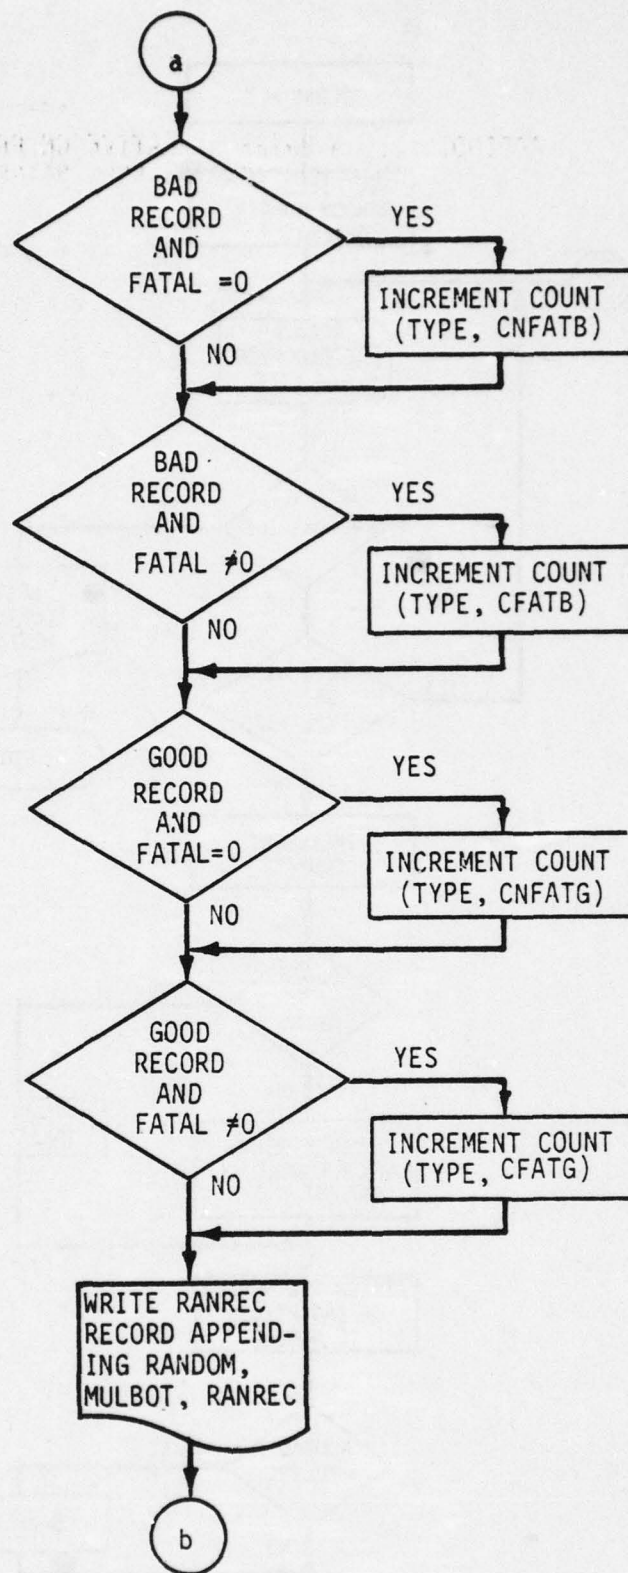 a
BAD
RECORD
AND
FATAL =0
YES
INCREMENT COUNT
(TYPE, CNFATB)
NO
BAD
RECORD
AND
FATAL ≠0
YES
INCREMENT COUNT
(TYPE, CFATB)
NO
GOOD
RECORD
AND
FATAL=0
YES
INCREMENT COUNT
(TYPE, CNFATG)
NO
GOOD
RECORD
AND
FATAL ≠0
YES
INCREMENT COUNT
(TYPE, CFATG)
NO
WRITE RANREC
RECORD APPEND-
ING RANDOM,
MULBOT, RANREC
b